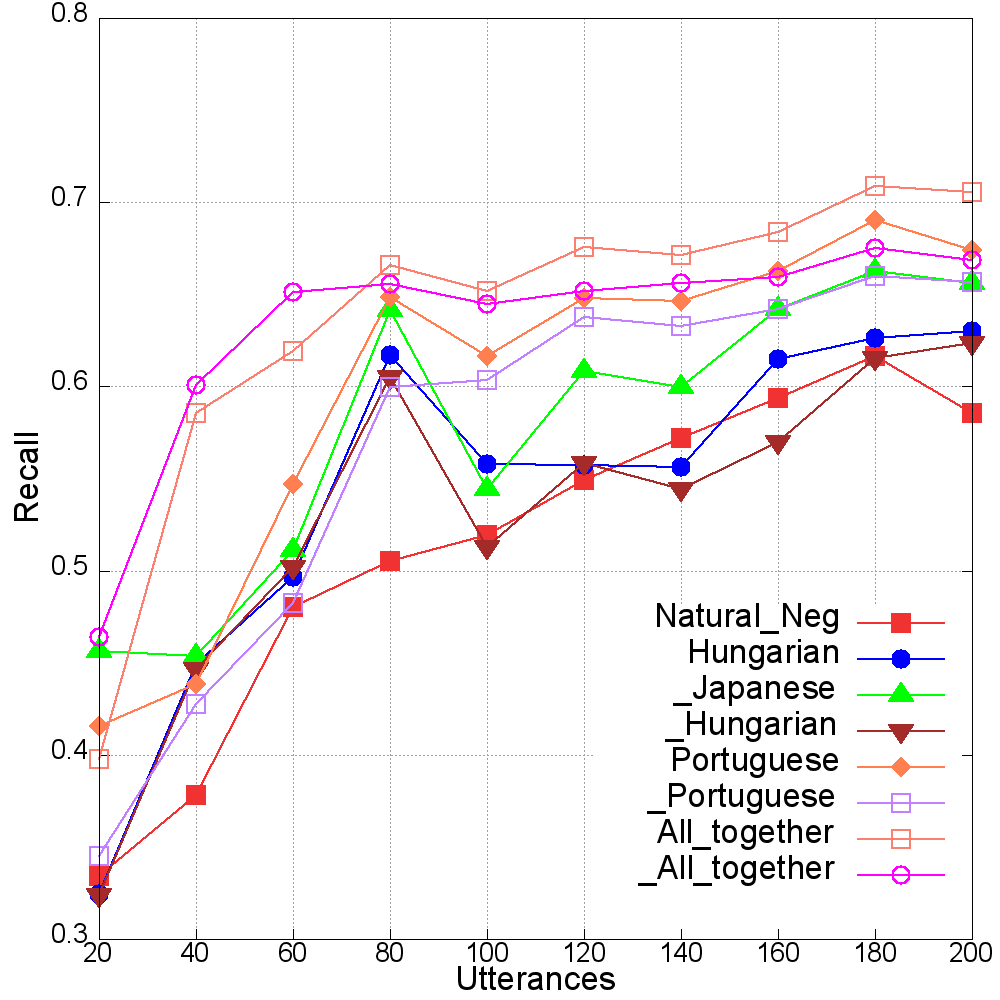 0.8
0.7
0.6
0.5
0.4
0.3
Recall
Natural_Neg
Hungarian
_Japanese
_Hungarian
Portuguese
_Portuguese
All_together
_All_together
20 40 60 80 100 120 140 160 180 200
Utterances